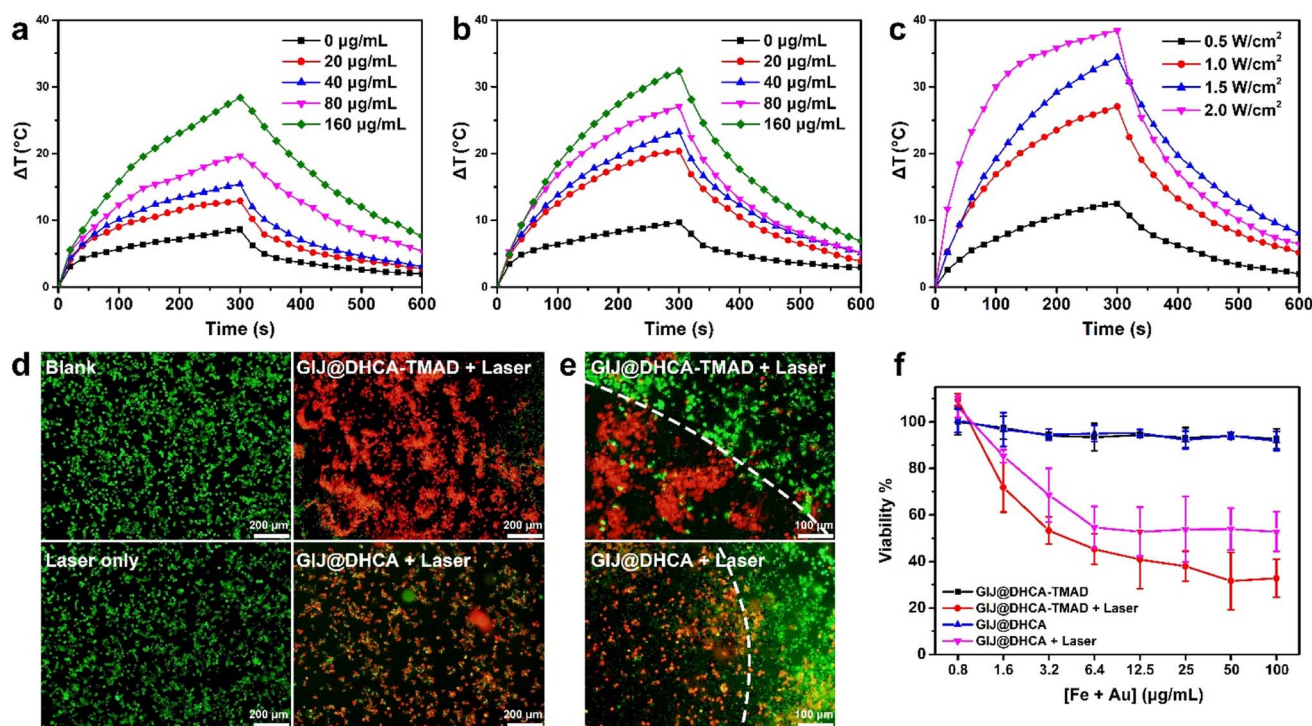 a
40
30
20
10
0
ΔT (°C)
0 μg/mL
20 μg/mL
40 μg/mL
80 μg/mL
160 μg/mL
0 100 200 300 400 500 600
Time (s)
b
40
30
20
10
0
ΔT (°C)
0 μg/mL
20 μg/mL
40 μg/mL
80 μg/mL
160 μg/mL
0 100 200 300 400 500 600
Time (s)
c
40
30
20
10
0
ΔT (°C)
0.5 W/cm²
1.0 W/cm²
1.5 W/cm²
2.0 W/cm²
0 100 200 300 400 500 600
Time (s)
d
Blank
200 μm
GIJ@DHCA-TMAD + Laser
200 μm
Laser only
200 μm
GIJ@DHCA + Laser
200 μm
e
GIJ@DHCA-TMAD + Laser
100 μm
GIJ@DHCA + Laser
100 μm
f
100
80
60
40
20
0
Viability %
GIJ@DHCA-TMAD
GIJ@DHCA-TMAD + Laser
GIJ@DHCA
GIJ@DHCA + Laser
0.8 1.6 3.2 6.4 12.5 25 50 100
[Fe + Au] (μg/mL)